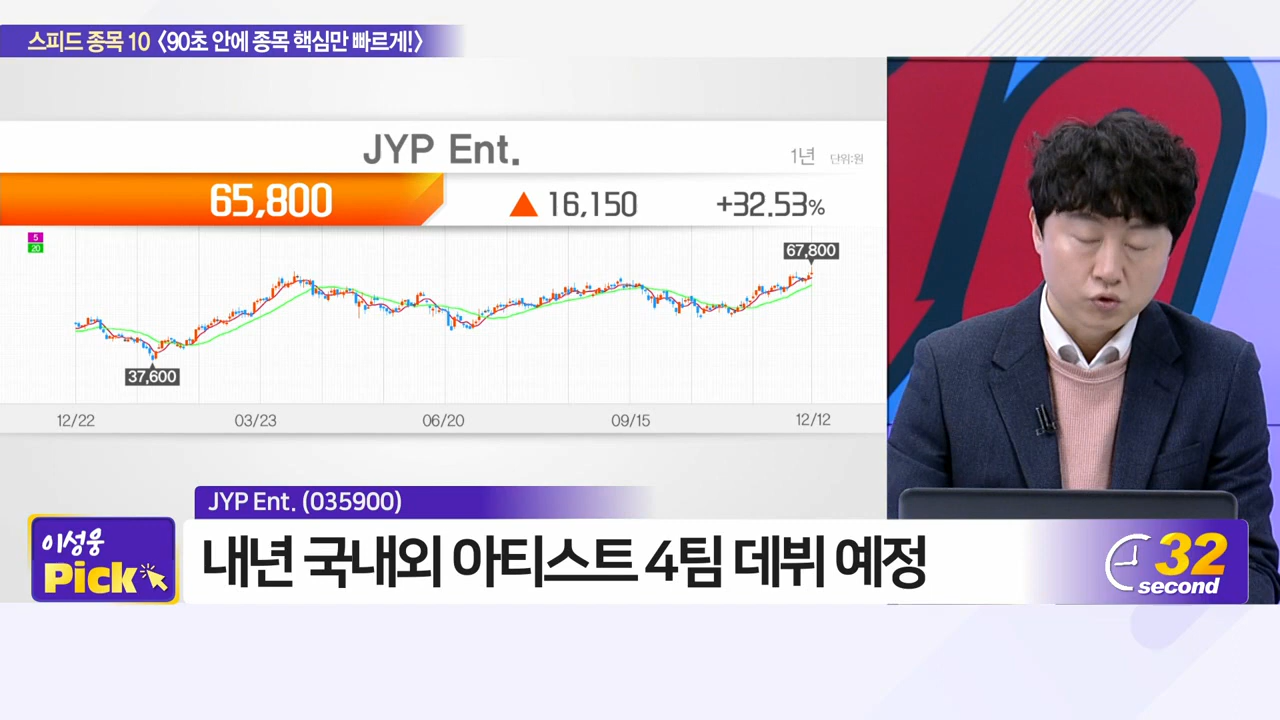 스피드 종목 10 〈90초 안에 종목 핵심만 빠르게!〉
JYP Ent.
1년 단위:원
65,800 ▲ 16,150 +32.53%
5
20
67,800
37,600
12/22 03/23 06/20 09/15 12/12
JYP Ent. (035900)
이성웅
Pick
내년 국내외 아티스트 4팀 데뷔 예정
32
second